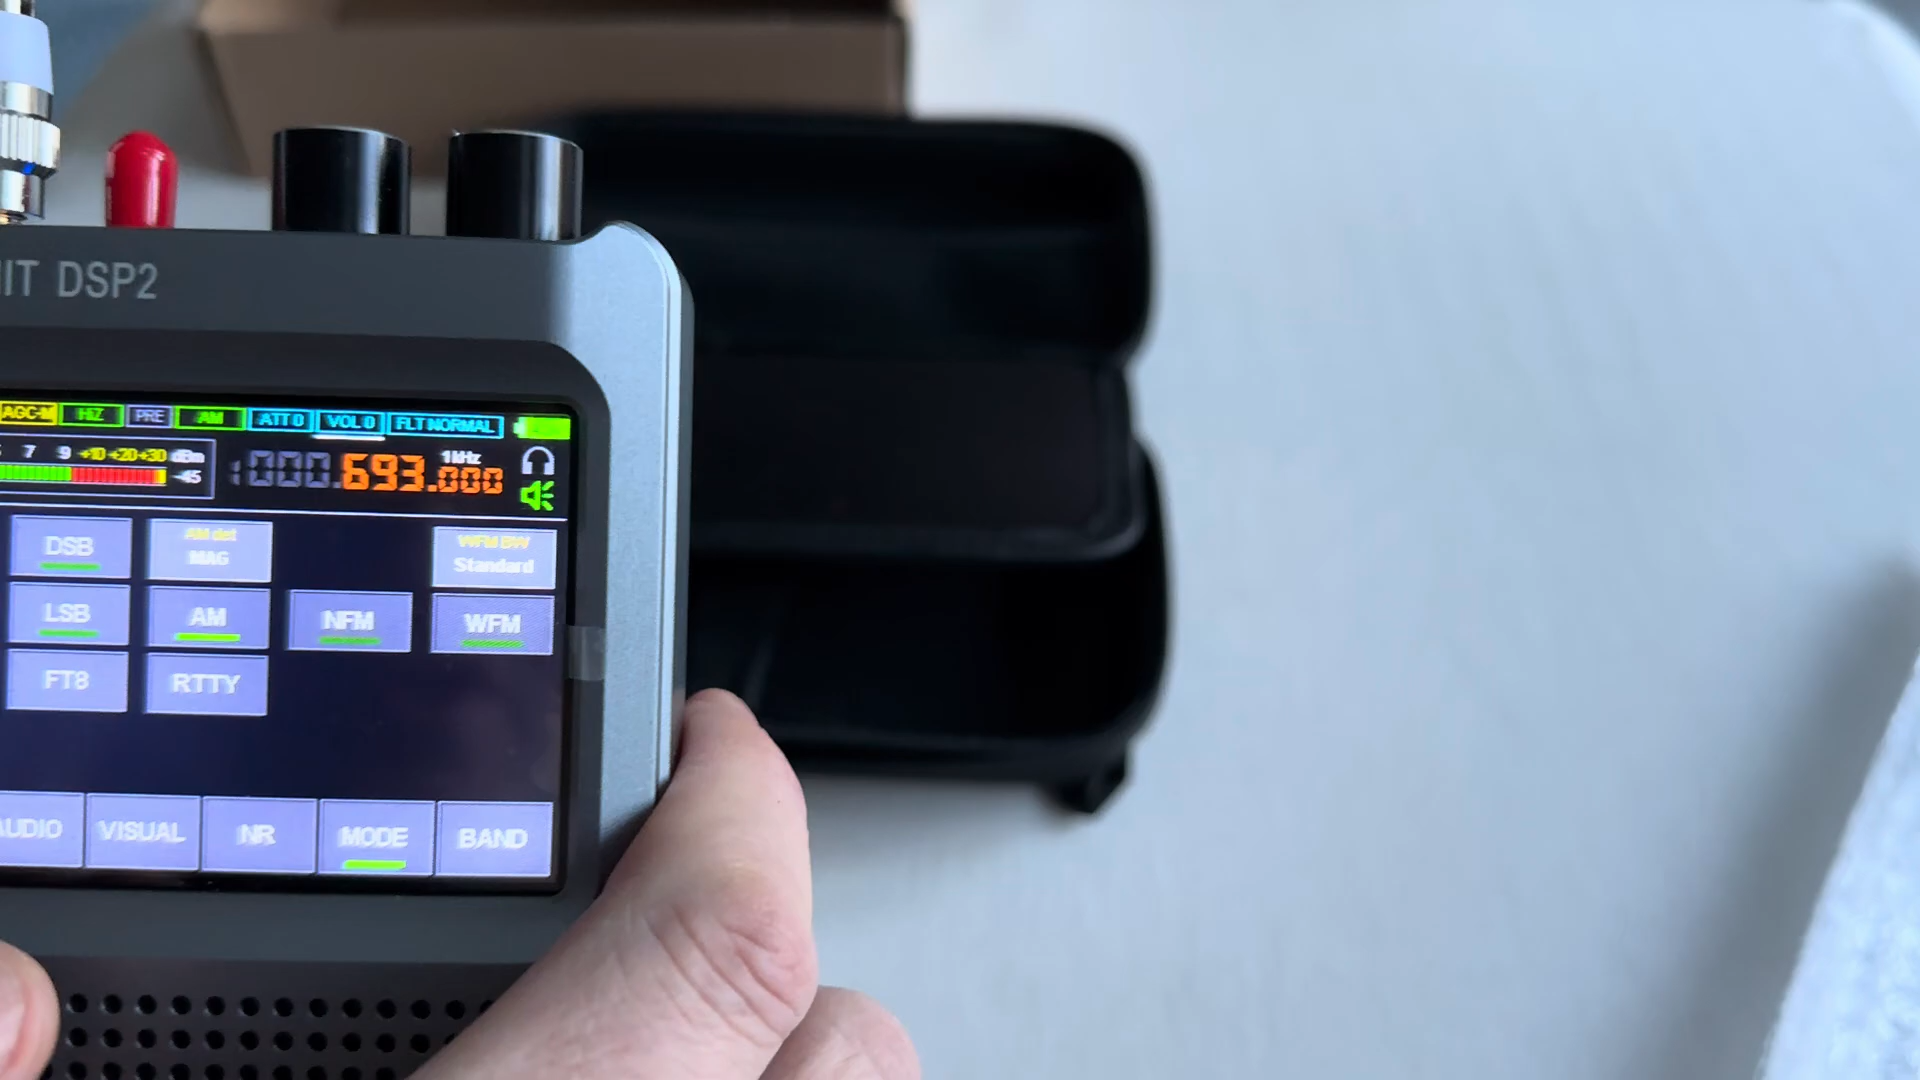 DSP2
AGC-M HiZ PRE AM ATT 0 VOL 0 FLT NORMAL
7 9 +10 +20 +30 dBm
-45
1kHz
000.693.000
DSB AM det MAG WFM BW Standard
LSB AM NFM WFM
FT8 RTTY
VISUAL NR MODE BAND